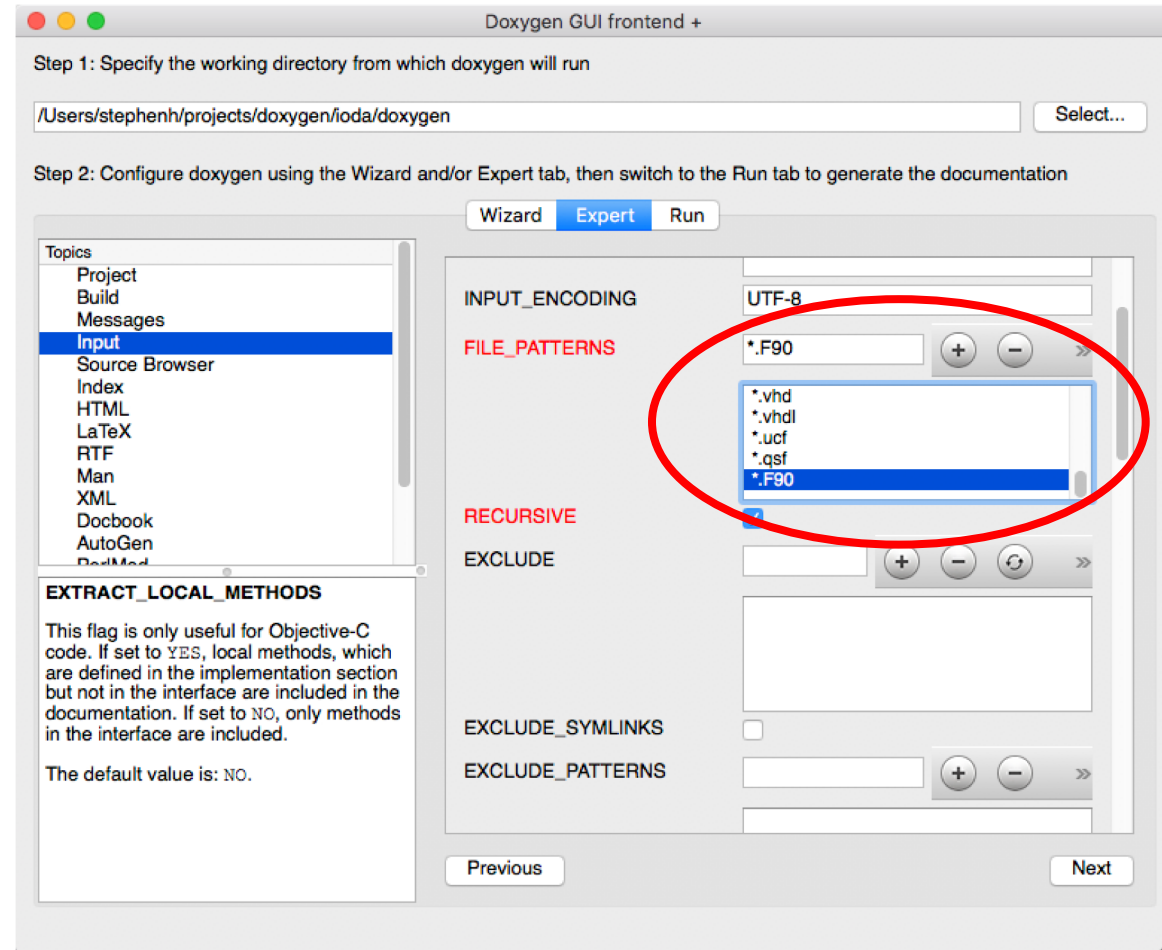 Doxygen GUI frontend +
Step 1: Specify the working directory from which doxygen will run
/Users/stephenh/projects/doxygen/ioda/doxygen
Select...
Step 2: Configure doxygen using the Wizard and/or Expert tab, then switch to the Run tab to generate the documentation
Wizard Expert Run
Topics
Project
Build
Messages
Input
Source Browser
Index
HTML
LaTeX
RTF
Man
XML
Docbook
AutoGen
PerlMod
EXTRACT_LOCAL_METHODS
This flag is only useful for Objective-C
code. If set to YES, local methods, which
are defined in the implementation section
but not in the interface are included in the
documentation. If set to NO, only methods
in the interface are included.
The default value is: NO.
INPUT_ENCODING
UTF-8
FILE_PATTERNS
*.F90
*.vhd
*.vhdl
*.ucf
*.qsf
*.F90
RECURSIVE
EXCLUDE
EXCLUDE_SYMLINKS
EXCLUDE_PATTERNS
Previous
Next